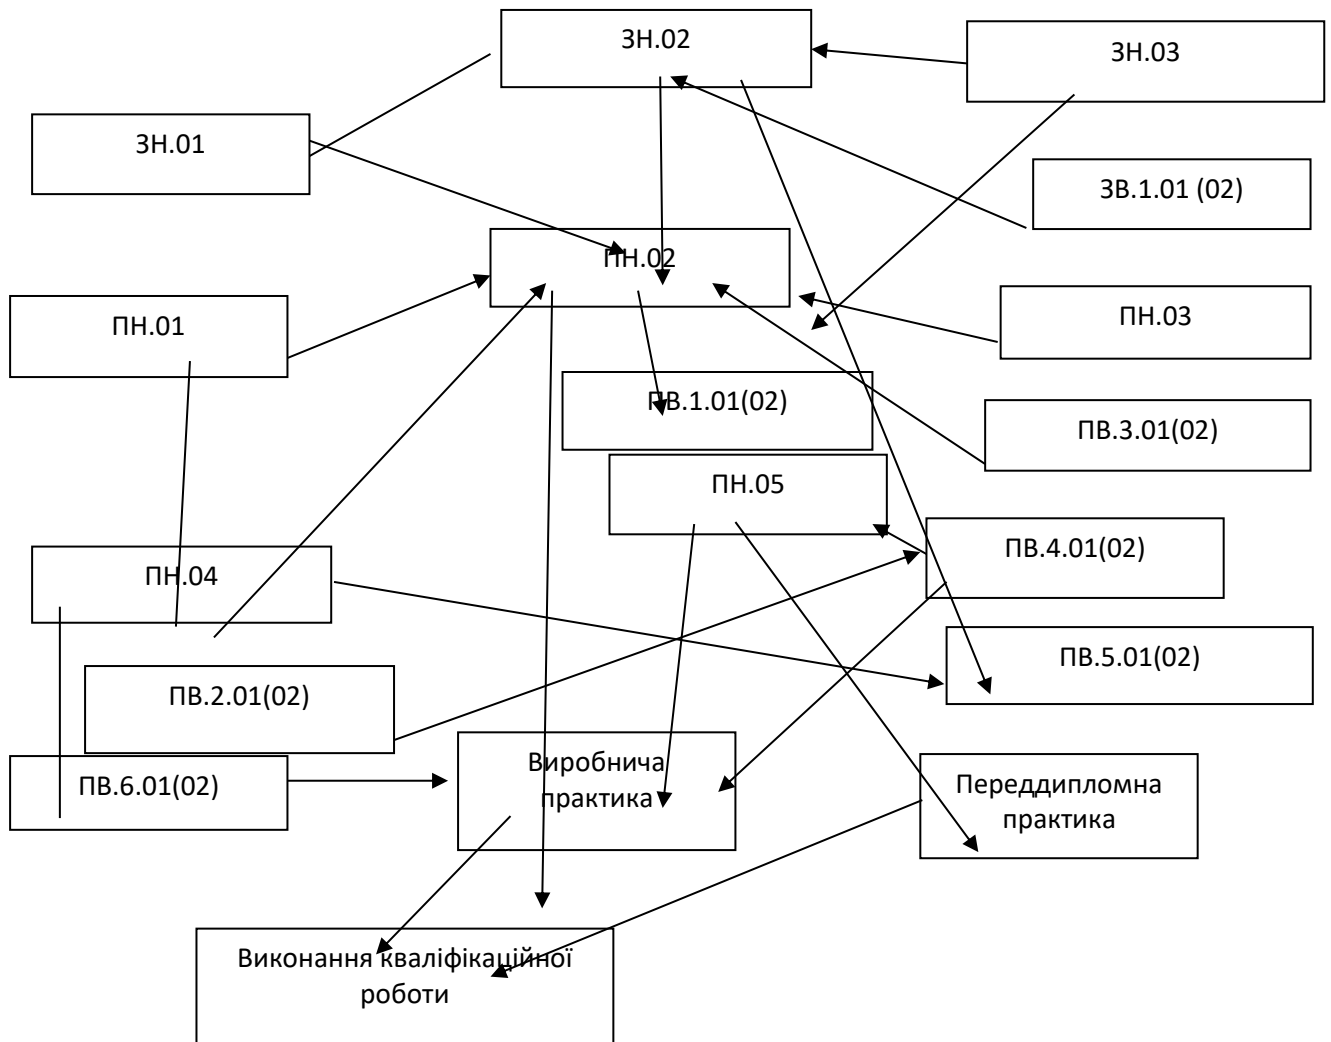 ЗН.02
ЗН.03
ЗН.01
ЗВ.1.01 (02)
ПН.02
ПН.01
ПН.03
ПВ.1.01(02)
ПВ.3.01(02)
ПН.05
ПВ.4.01(02)
ПН.04
ПВ.5.01(02)
ПВ.2.01(02)
ПВ.6.01(02)
Виробнича
практика
Переддипломна
практика
Виконання кваліфікаційної
роботи